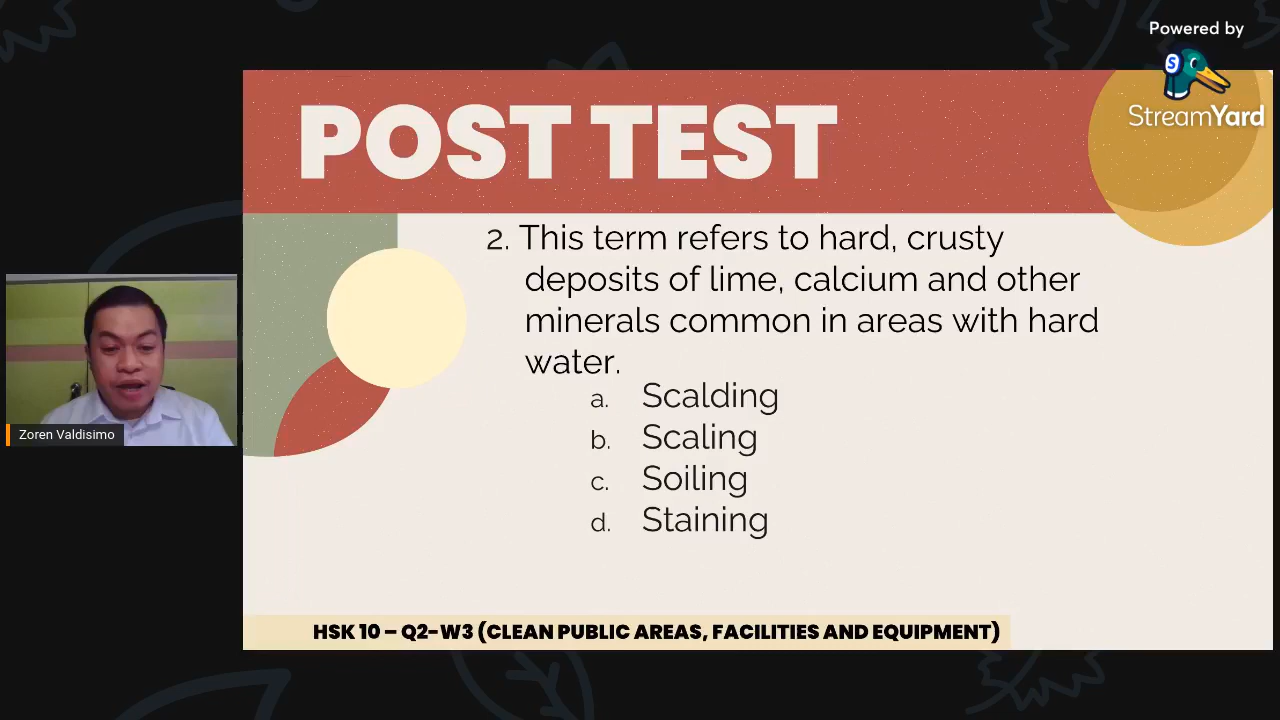 Powered by
StreamYard
POST TEST
2. This term refers to hard, crusty
deposits of lime, calcium and other
minerals common in areas with hard
water.
a. Scalding
b. Scaling
c. Soiling
d. Staining
Zoren Valdisimo
HSK 10 – Q2-W3 (CLEAN PUBLIC AREAS, FACILITIES AND EQUIPMENT)